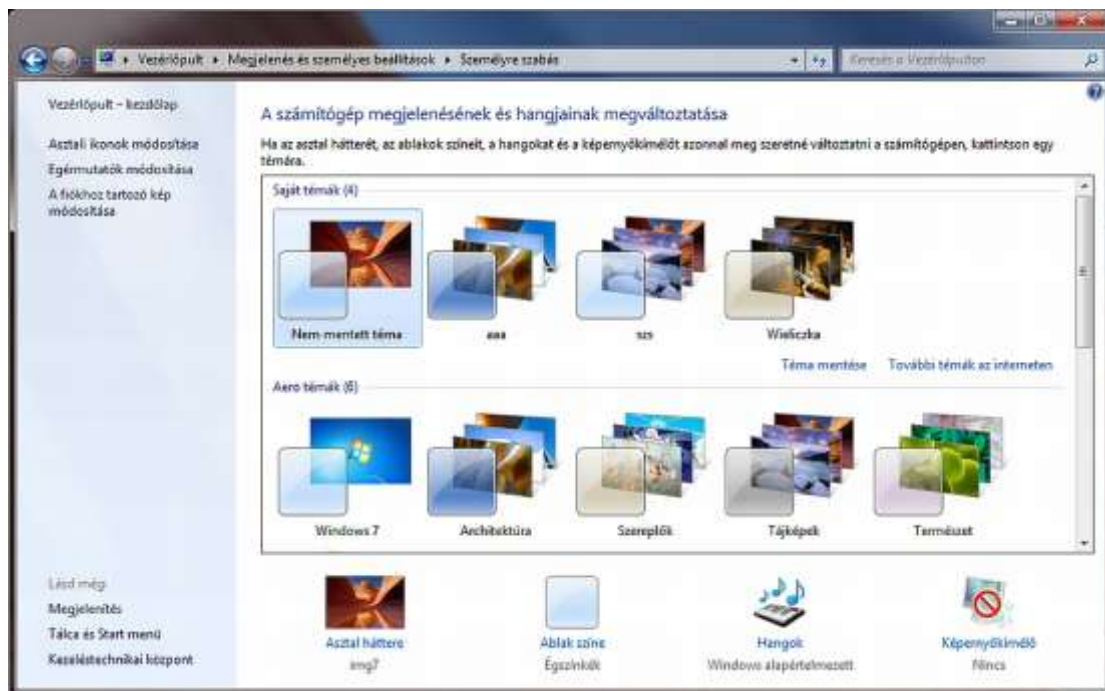 Vezérlőpult ▸ Megjelenés és személyes beállítások ▸ Személyre szabás
Keresés a Vezérlőpulton
Vezérlőpult – kezdőlap
Asztali ikonok módosítása
Egérmutatók módosítása
A fiókhoz tartozó kép
módosítása
A számítógép megjelenésének és hangjainak megváltoztatása
Ha az asztal hátterét, az ablakok színeit, a hangokat és a képernyőkímélőt azonnal meg szeretné változtatni a számítógépen, kattintson egy
témára.
Saját témák (4)
Nem-mentett téma
aaa
szs
Wieliczka
Téma mentése
További témák az interneten
Aero témák (6)
Windows 7
Architektúra
Szereplők
Tájképek
Természet
Lásd még:
Megjelenítés
Tálca és Start menü
Kezeléstechnikai központ
Asztal háttere
img7
Ablak színe
Égszínkék
Hangok
Windows alapértelmezett
Képernyőkímélő
Nincs